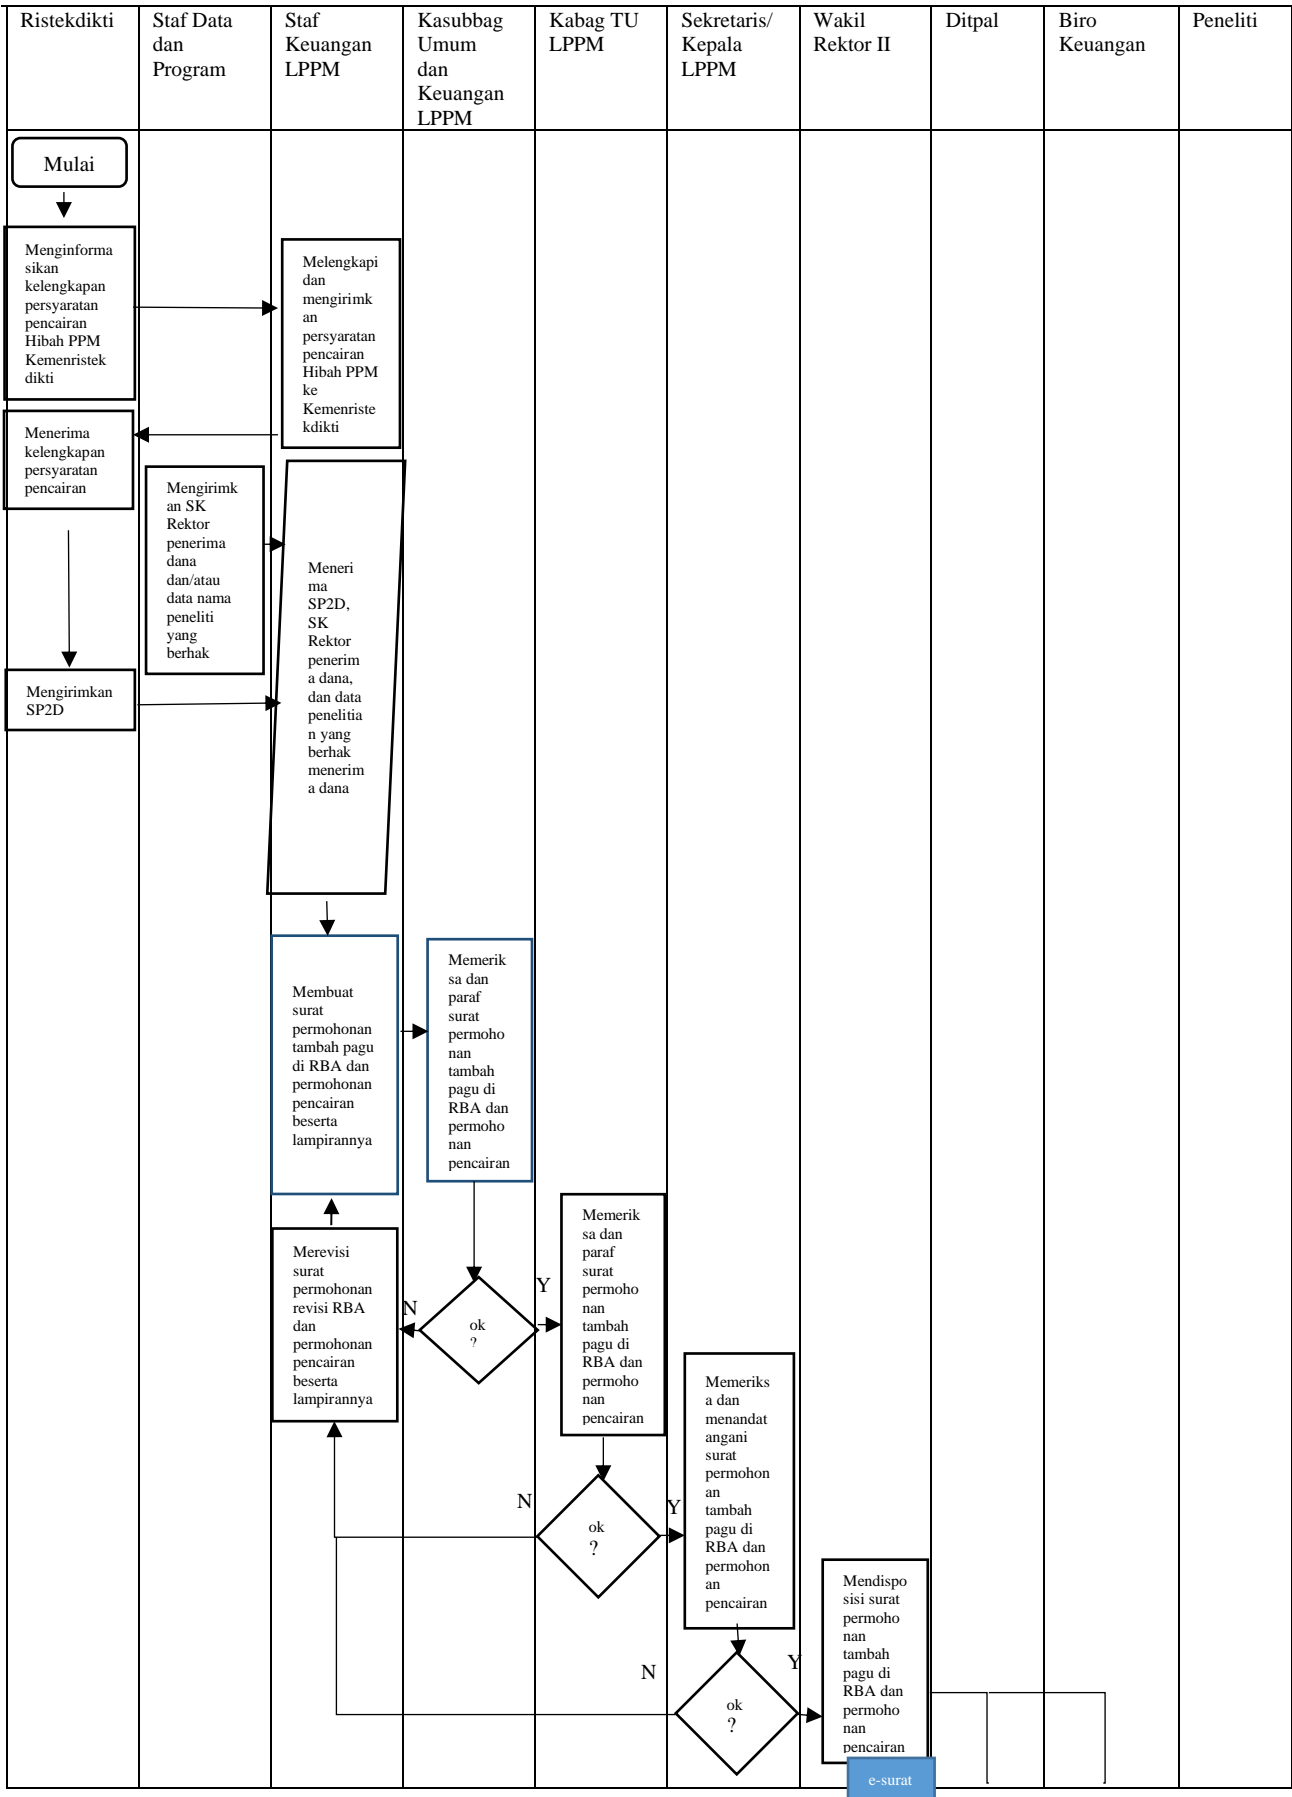 Ristekdikti
Staf Data
dan
Program
Staf
Keuangan
LPPM
Kasubbag
Umum
dan
Keuangan
LPPM
Kabag TU
LPPM
Sekretaris/
Kepala
LPPM
Wakil
Rektor II
Ditpal
Biro
Keuangan
Peneliti
Mulai
Menginforma
sikan
kelengkapan
persyaratan
pencairan
Hibah PPM
Kemenristek
dikti
Melengkapi
dan
mengirimk
an
persyaratan
pencairan
Hibah PPM
ke
Kemenriste
kdikti
Menerima
kelengkapan
persyaratan
pencairan
Mengirimk
an SK
Rektor
penerima
dana
dan/atau
data nama
peneliti
yang
berhak
Meneri
ma
SP2D,
SK
Rektor
penerim
a dana,
dan data
penelitia
n yang
berhak
menerim
a dana
Mengirimkan
SP2D
Membuat
surat
permohonan
tambah pagu
di RBA dan
permohonan
pencairan
beserta
lampirannya
Memerik
sa dan
paraf
surat
permoho
nan
tambah
pagu di
RBA dan
permoho
nan
pencairan
Merevisi
surat
permohonan
revisi RBA
dan
permohonan
pencairan
beserta
lampirannya
N
ok
?
Y
Memerik
sa dan
paraf
surat
permoho
nan
tambah
pagu di
RBA dan
permoho
nan
pencairan
N
ok
?
Y
Memeriks
a dan
menandat
angani
surat
permohon
an
tambah
pagu di
RBA dan
permohon
an
pencairan
N
ok
?
Y
Mendispo
sisi surat
permoho
nan
tambah
pagu di
RBA dan
permoho
nan
pencairan
e-surat